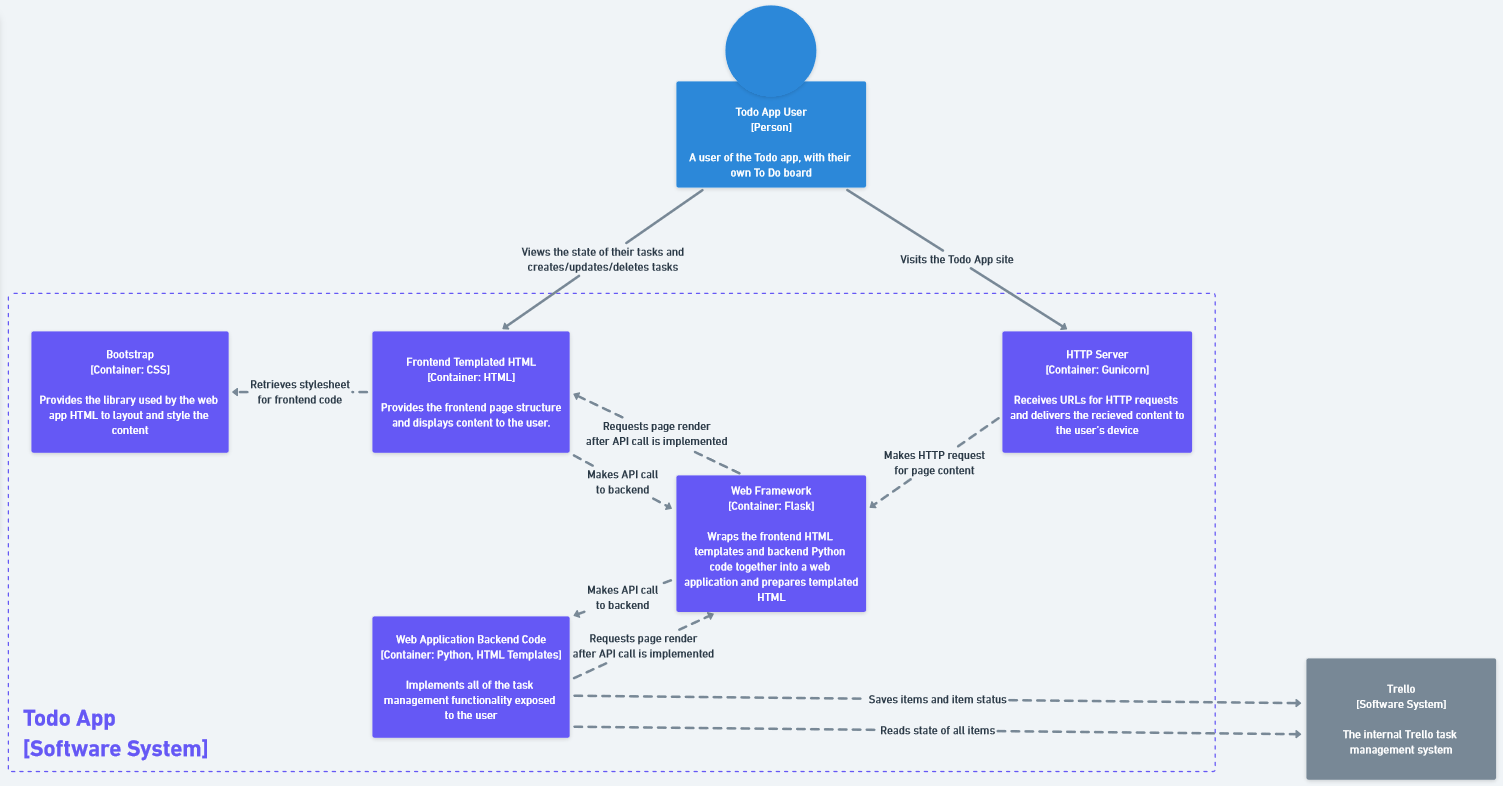 Todo App User
[Person]
A user of the Todo app, with their
own To Do board
Views the state of their tasks and
creates/updates/deletes tasks
Visits the Todo App site
Bootstrap
[Container: CSS]
Provides the library used by the web
app HTML to layout and style the
content
Retrieves stylesheet
for frontend code
Frontend Templated HTML
[Container: HTML]
Provides the frontend page structure
and displays content to the user.
HTTP Server
[Container: Gunicorn]
Receives URLs for HTTP requests
and delivers the recieved content to
the user's device
Requests page render
after API call is implemented
Makes API call
to backend
Makes HTTP request
for page content
Web Framework
[Container: Flask]
Wraps the frontend HTML
templates and backend Python
code together into a web
application and prepares templated
HTML
Makes API call
to backend
Requests page render
after API call is implemented
Web Application Backend Code
[Container: Python, HTML Templates]
Implements all of the task
management functionality exposed
to the user
Saves items and item status
Reads state of all items
Trello
[Software System]
The internal Trello task
management system
Todo App
[Software System]